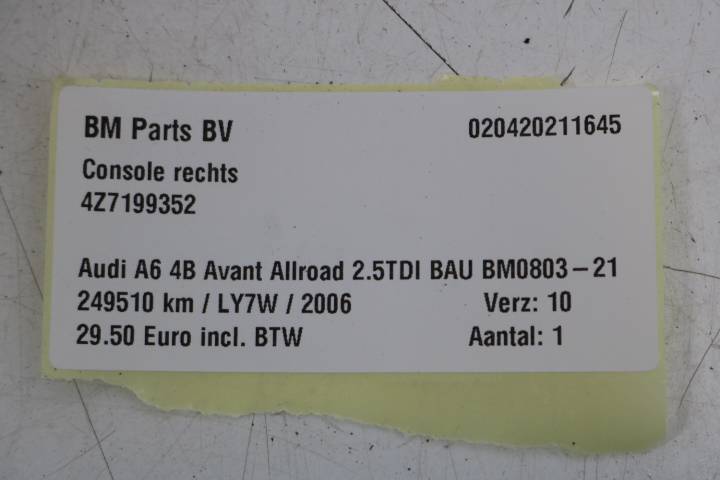 BM Parts BV 020420211645
Console rechts
4Z7199352
Audi A6 4B Avant Allroad 2.5TDI BAU BM0803-21
249510 km / LY7W / 2006 Verz: 10
29.50 Euro incl. BTW Aantal: 1